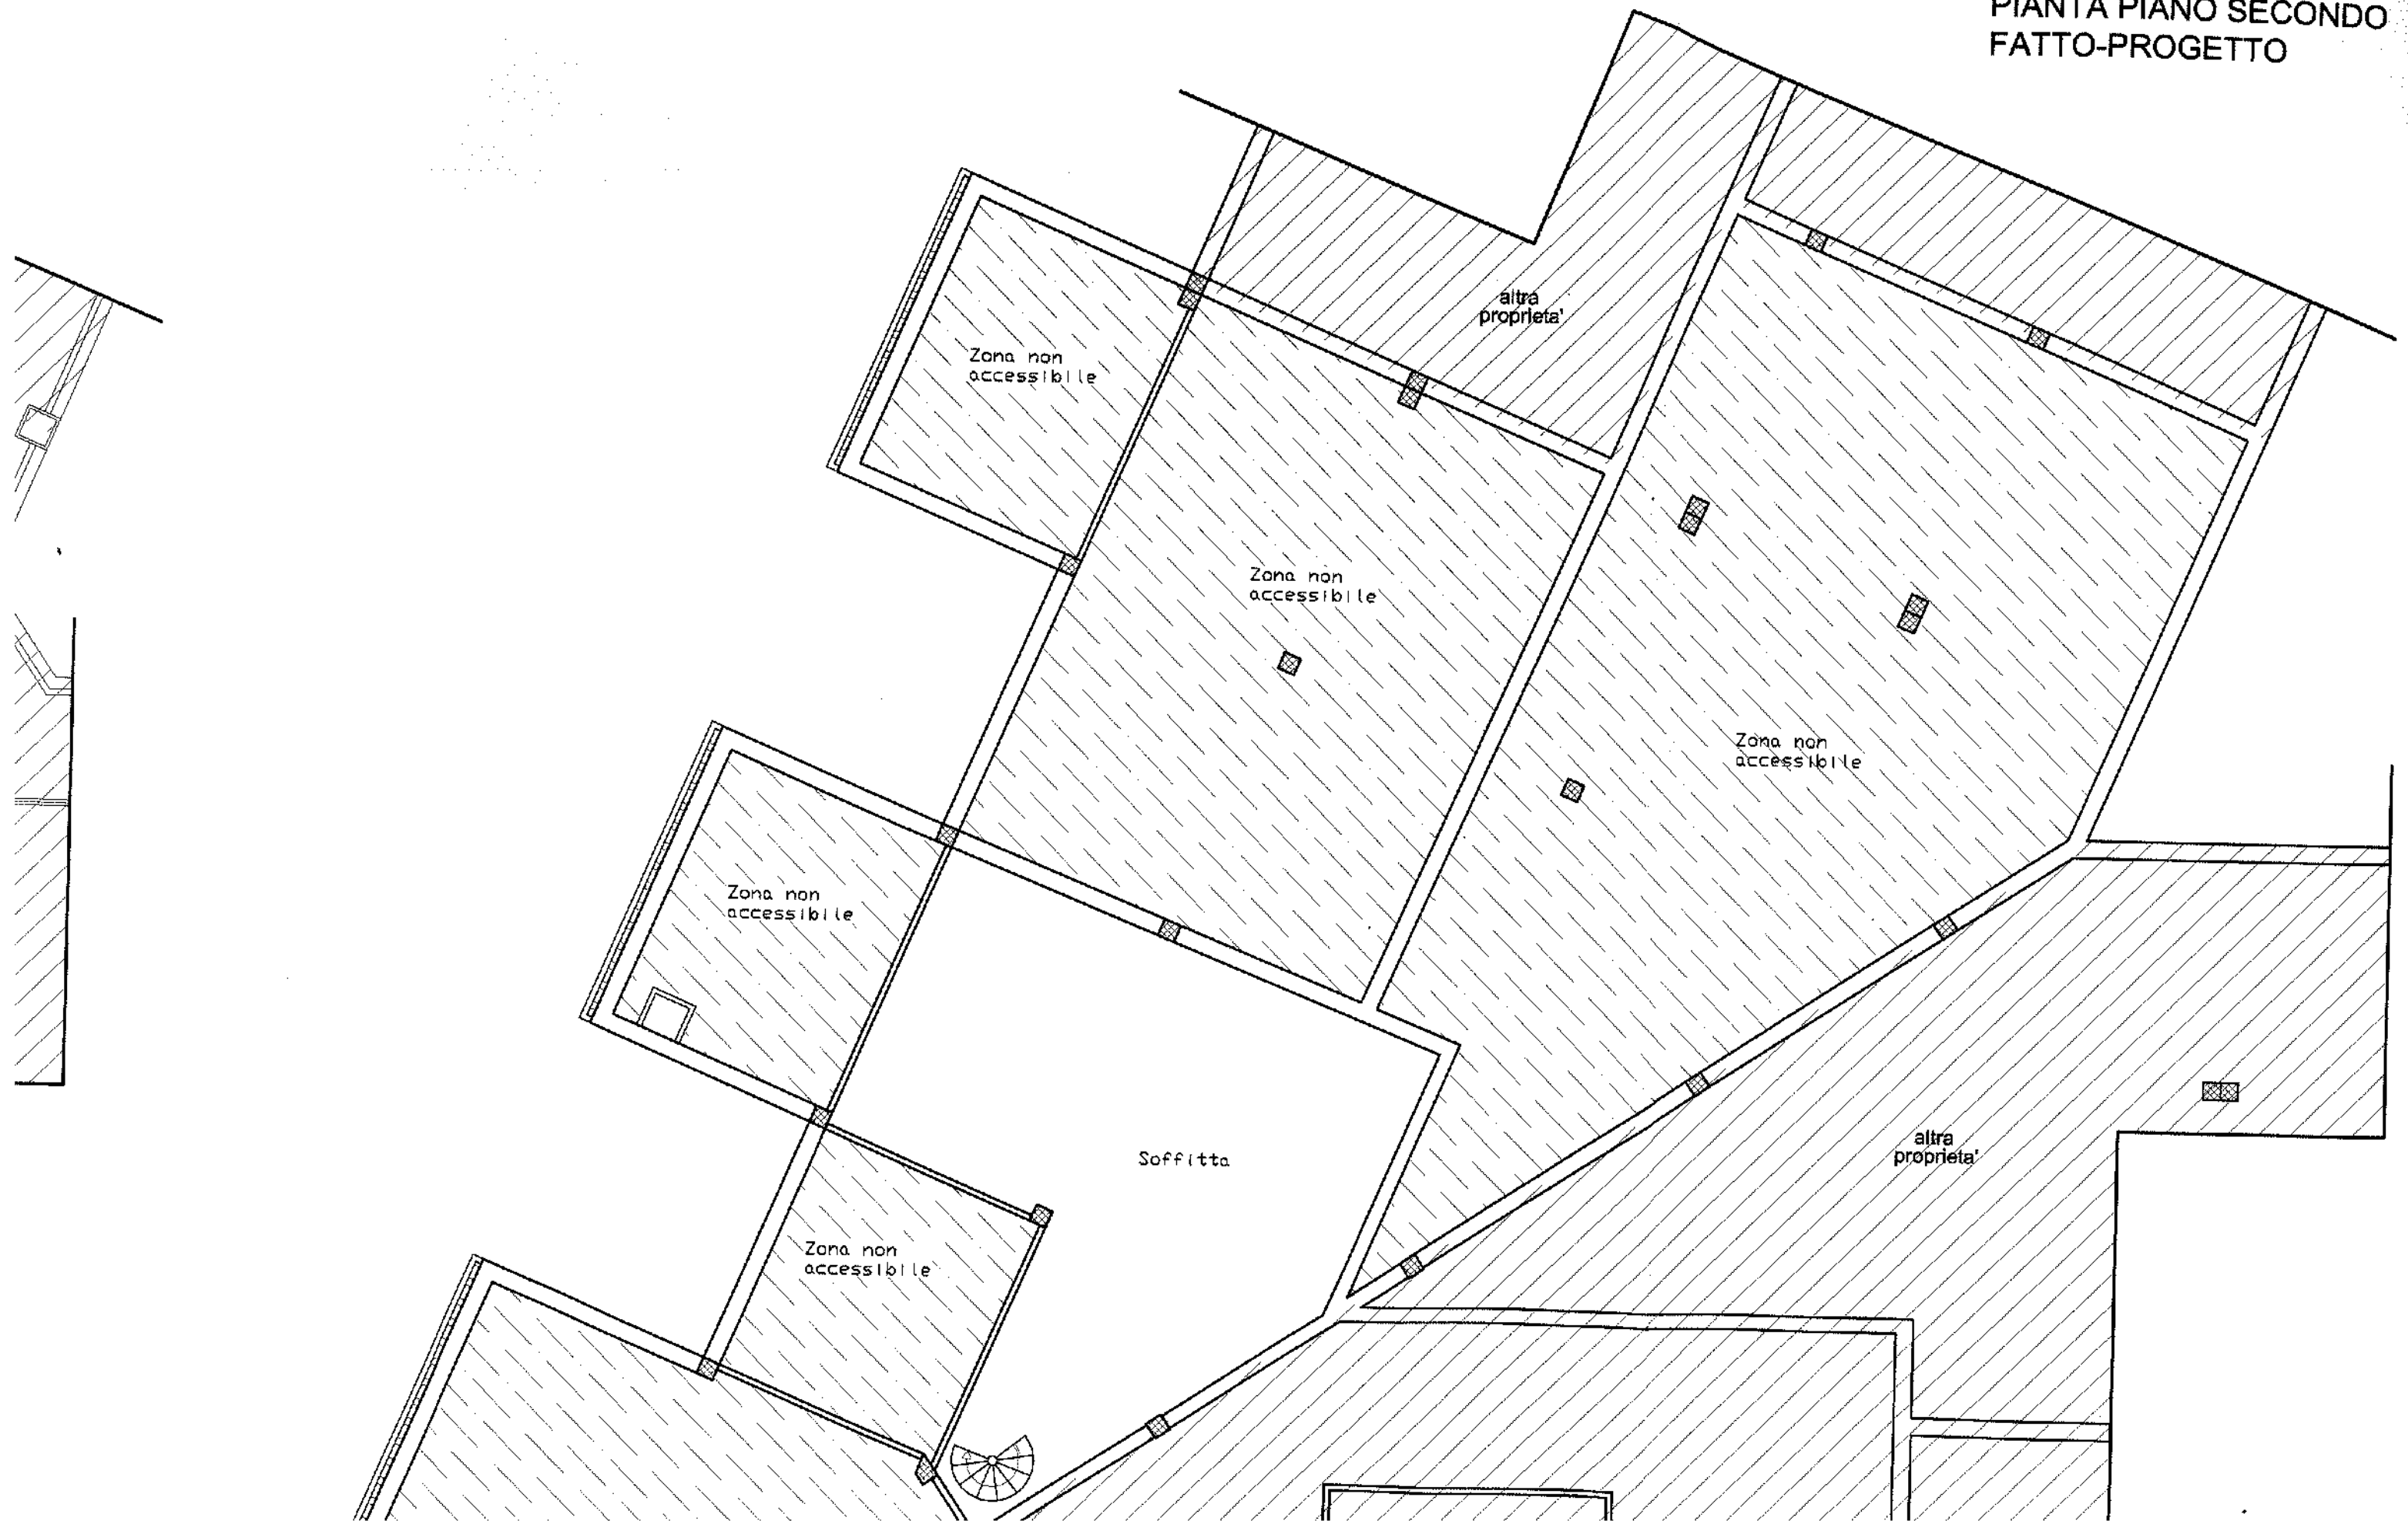 PIANTA PIANO SECONDO
FATTO-PROGETTO
altra
proprieta'
Zona non
accessibile
Zona non
accessibile
Zona non
accessibile
Zona non
accessibile
altra
proprieta'
Soffitta
Zona non
accessibile